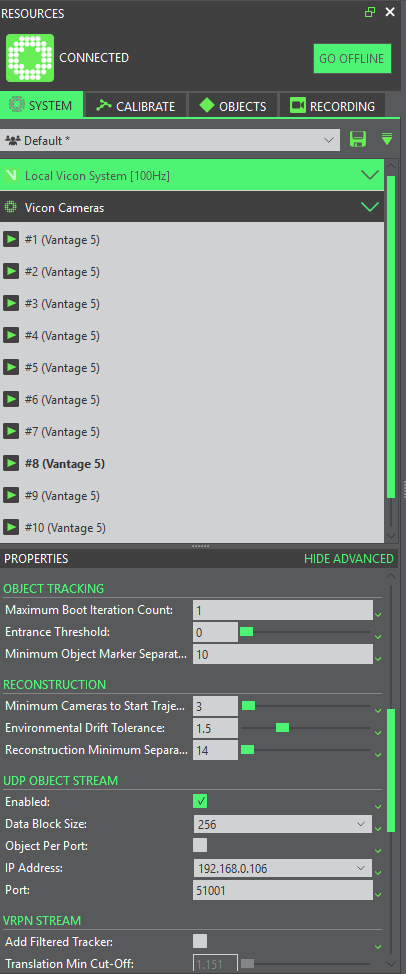 RESOURCES
CONNECTED
GO OFFLINE
SYSTEM
CALIBRATE
OBJECTS
RECORDING
Default *
Local Vicon System [100Hz]
Vicon Cameras
#1 (Vantage 5)
#2 (Vantage 5)
#3 (Vantage 5)
#4 (Vantage 5)
#5 (Vantage 5)
#6 (Vantage 5)
#7 (Vantage 5)
#8 (Vantage 5)
#9 (Vantage 5)
#10 (Vantage 5)
PROPERTIES
HIDE ADVANCED
OBJECT TRACKING
Maximum Boot Iteration Count: 1
Entrance Threshold: 0
Minimum Object Marker Separat... 10
RECONSTRUCTION
Minimum Cameras to Start Traje... 3
Environmental Drift Tolerance: 1.5
Reconstruction Minimum Separa... 14
UDP OBJECT STREAM
Enabled:
Data Block Size: 256
Object Per Port:
IP Address: 192.168.0.106
Port: 51001
VRPN STREAM
Add Filtered Tracker:
Translation Min Cut-Off: 1.151